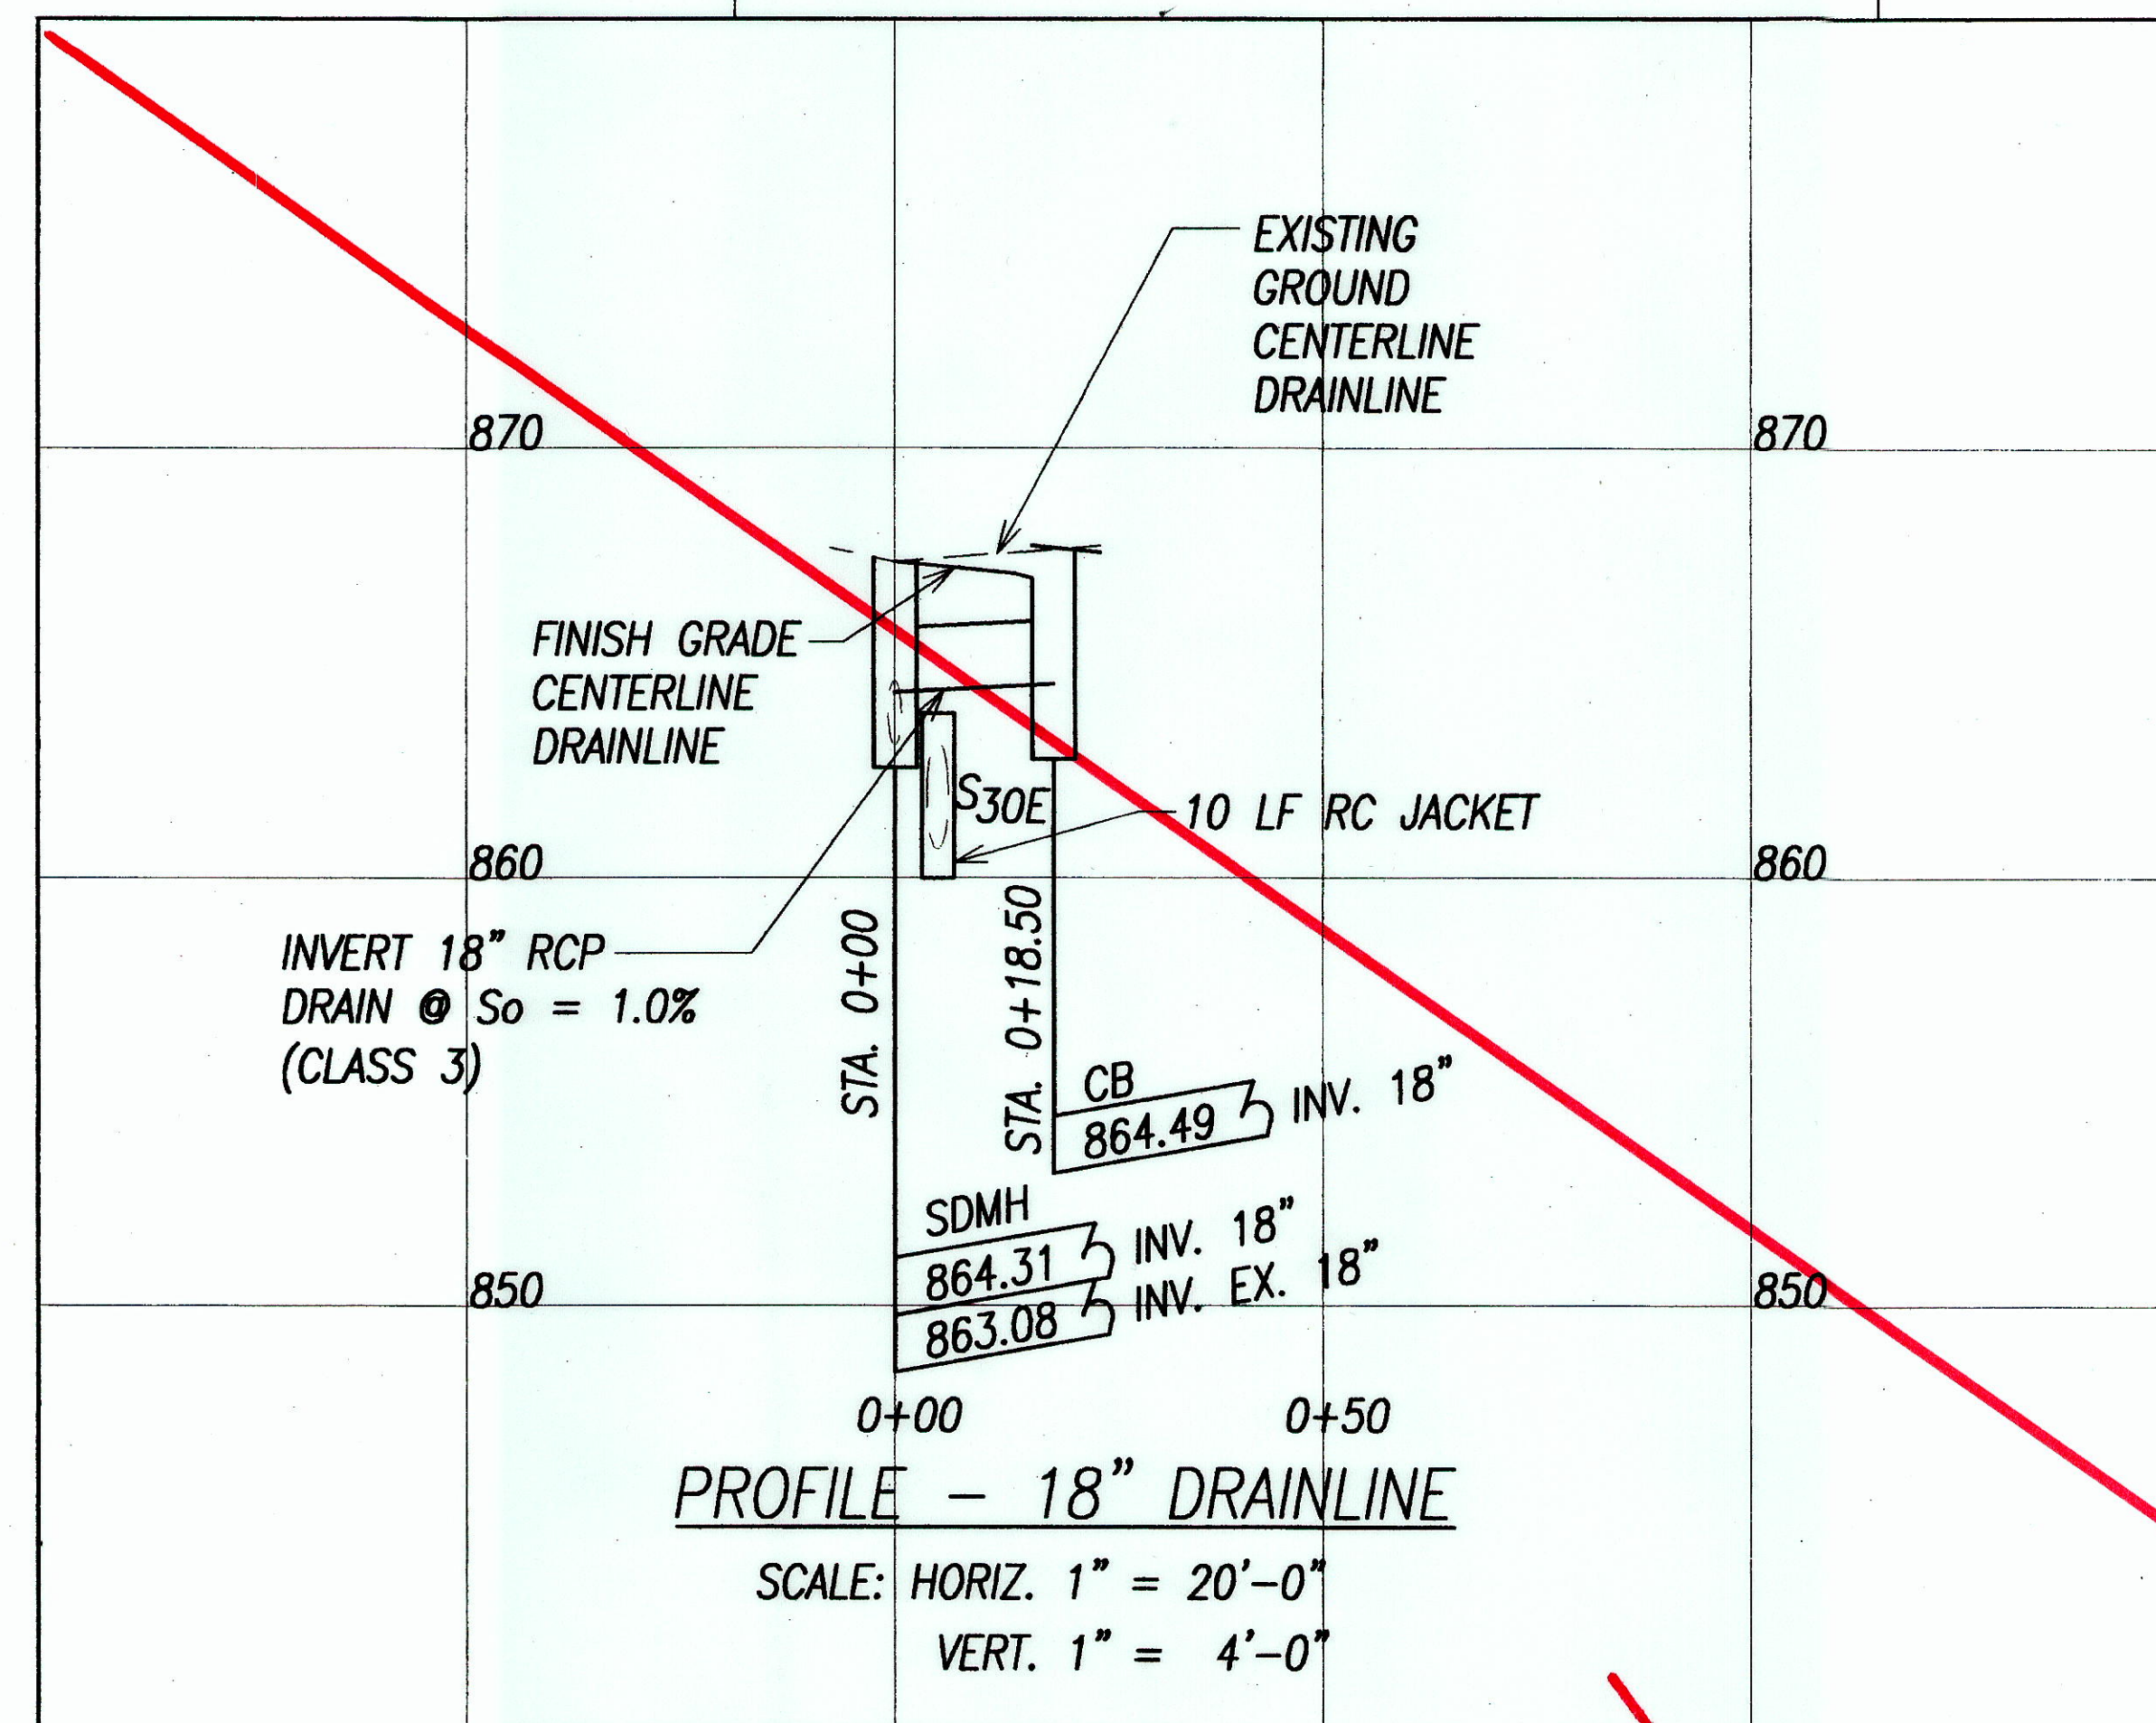 EXISTING
GROUND
CENTERLINE
DRAINLINE
870
870
FINISH GRADE
CENTERLINE
DRAINLINE
S30E
10 LF RC JACKET
860
860
INVERT 18" RCP
DRAIN @ So = 1.0%
(CLASS 3)
STA. 0+00
STA. 0+18.50
CB
864.49 INV. 18"
SDMH
864.31 INV. 18"
863.08 INV. EX. 18"
850
850
0+00
0+50
PROFILE - 18" DRAINLINE
SCALE: HORIZ. 1" = 20'-0"
VERT. 1" = 4'-0"